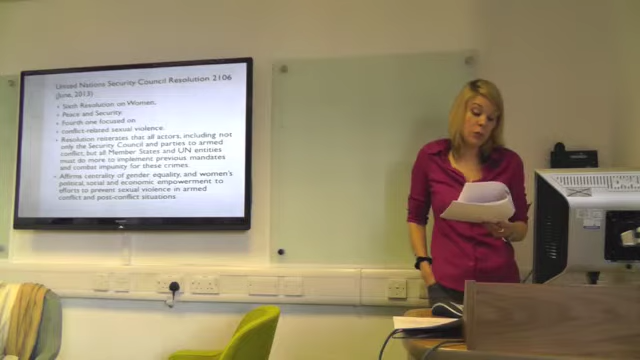 United Nations Security Council Resolution 2106
(June, 2013)
Sixth Resolution on Women,
Peace and Security.
Fourth one focused on
conflict-related sexual violence.
Resolution reiterates that all actors, including not
only the Security Council and parties to armed
conflict, but all Member States and UN entities
must do more to implement previous mandates
and combat impunity for these crimes.
Affirms centrality of gender equality, and women's
political, social and economic empowerment to
efforts to prevent sexual violence in armed
conflict and post-conflict situations.